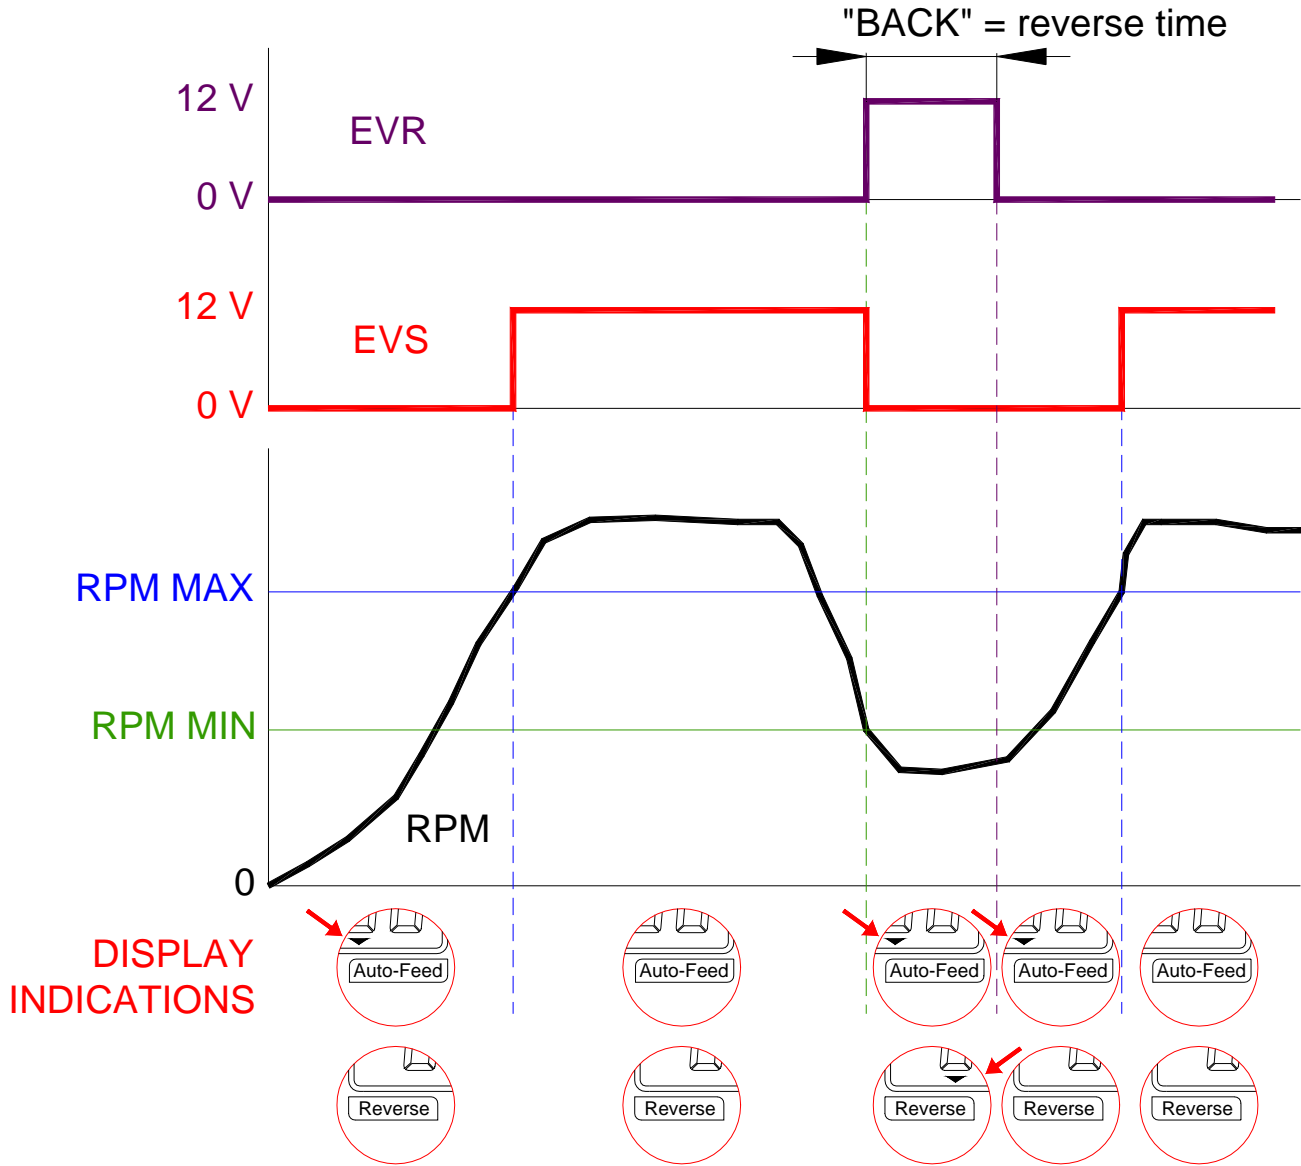 "BACK" = reverse time
12 V
EVR
0 V
12 V
EVS
0 V
RPM MAX
RPM MIN
RPM
0
DISPLAY
INDICATIONS
Auto-Feed Auto-Feed Auto-Feed Auto-Feed Auto-Feed
Reverse Reverse Reverse Reverse Reverse